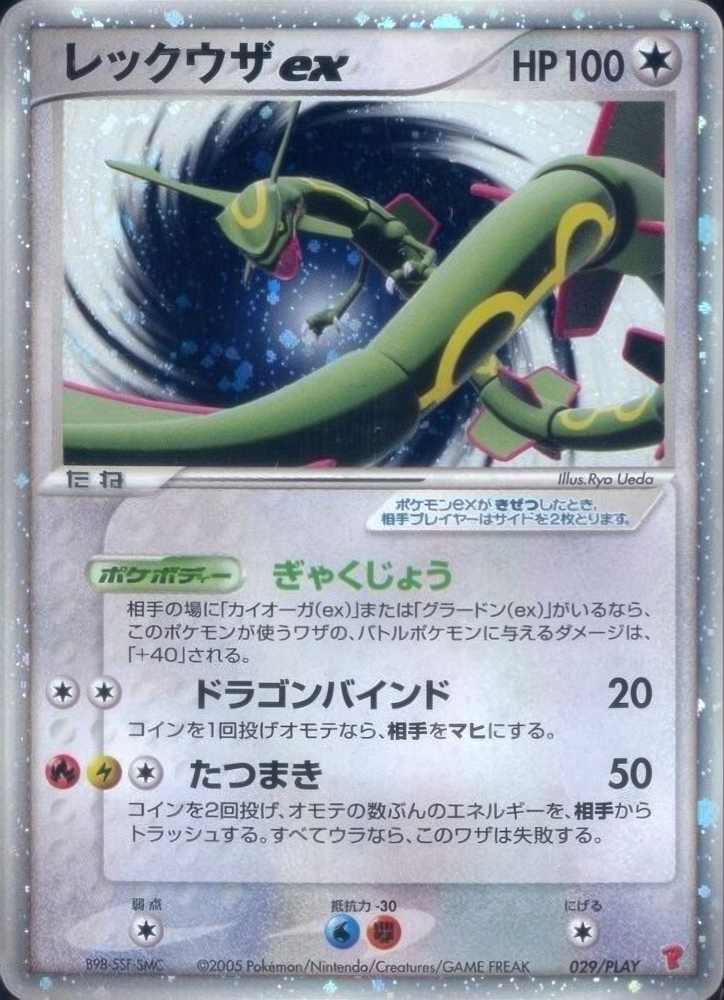 レックウザex HP100
たね
Illus.Ryo Ueda
ポケモンexがきぜつしたとき、
相手プレイヤーはサイドを2枚とります。
ポケボディー ぎゃくじょう
相手の場に「カイオーガ(ex)」または「グラードン(ex)」がいるなら、
このポケモンが使うワザの、バトルポケモンに与えるダメージは、
「+40」される。
ドラゴンバインド 20
コインを1回投げオモテなら、相手をマヒにする。
たつまき 50
コインを2回投げ、オモテの数ぶんのエネルギーを、相手から
トラッシュする。すべてウラなら、このワザは失敗する。
弱点 抵抗力 -30 にげる
B9B-5SF-SMC ©2005 Pokémon/Nintendo/Creatures/GAME FREAK 029/PLAY
P